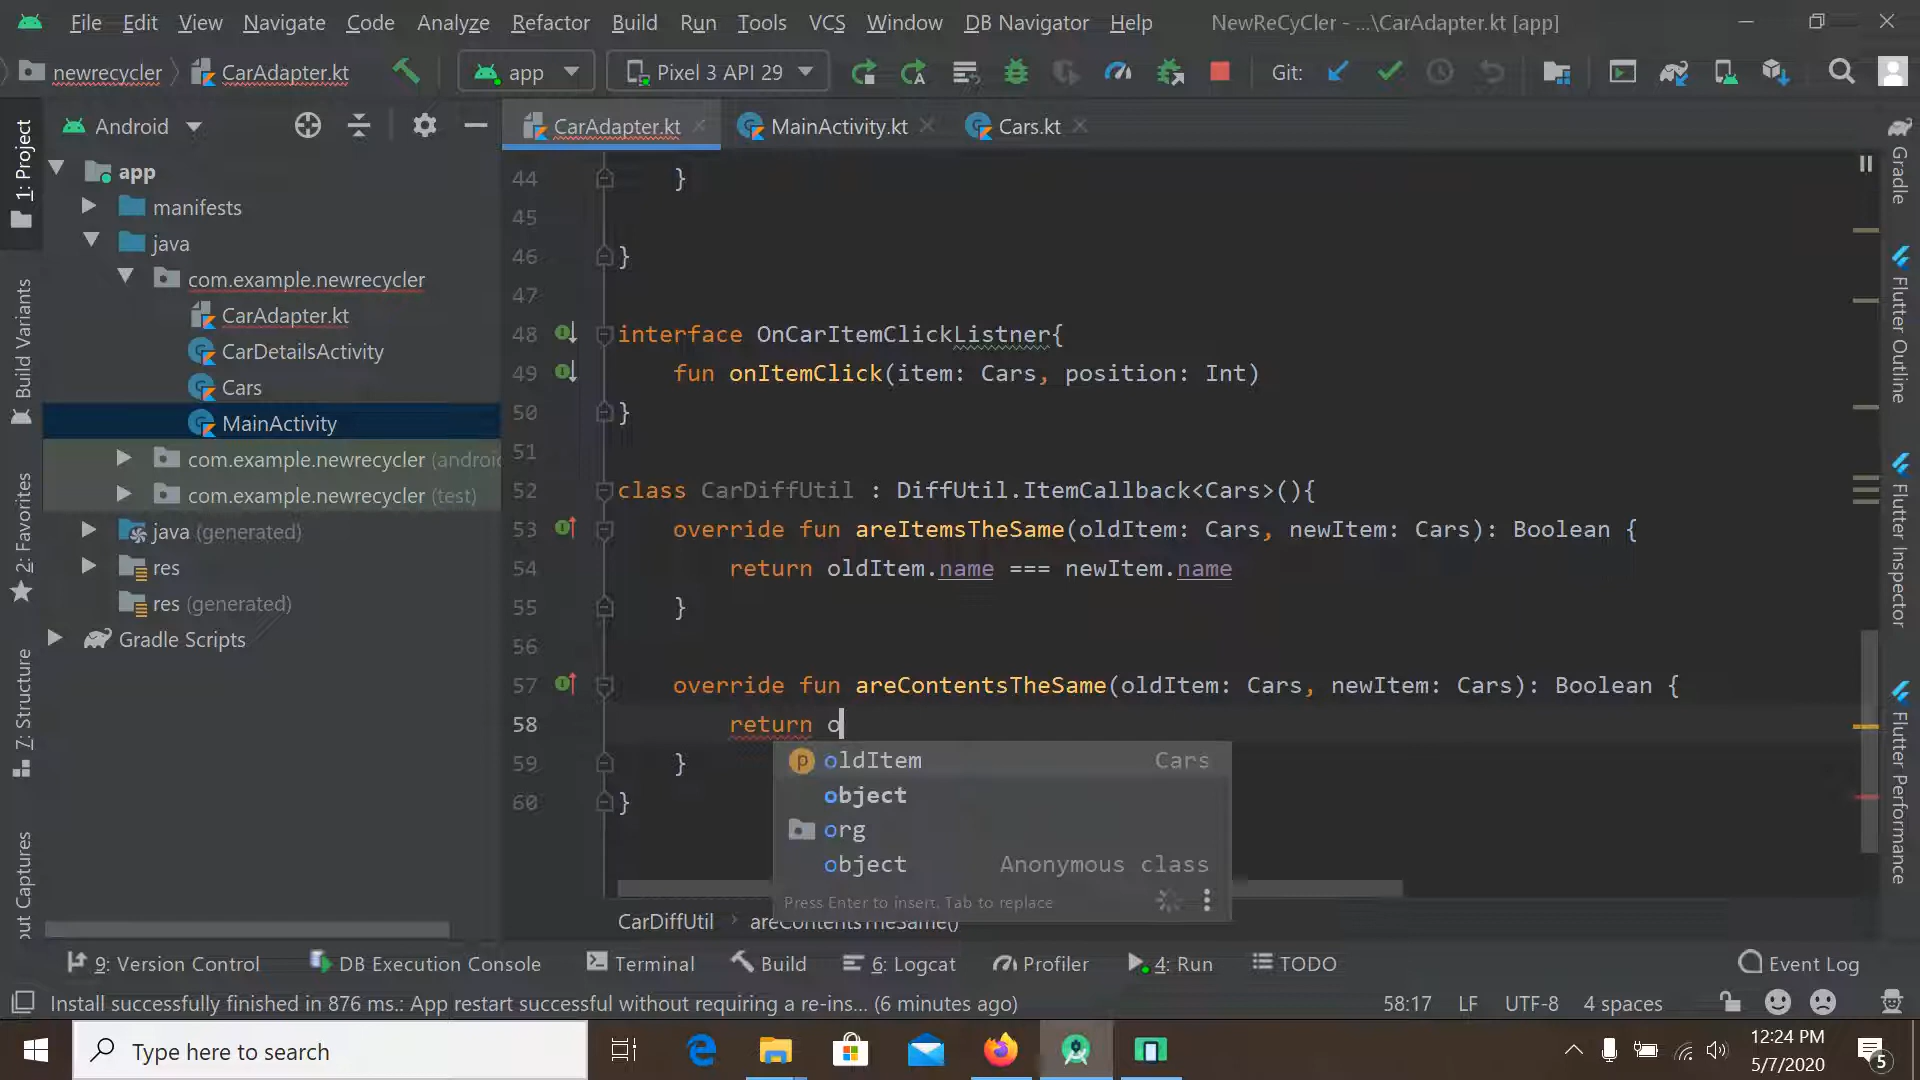 File Edit View Navigate Code Analyze Refactor Build Run Tools VCS Window DB Navigator Help NewReCyCler - ...\CarAdapter.kt [app]
newrecycler CarAdapter.kt app Pixel 3 API 29 Git:
Android
CarAdapter.kt MainActivity.kt Cars.kt
1: Project
Build Variants
2: Favorites
7: Structure
out Captures
app
manifests
java
com.example.newrecycler
CarAdapter.kt
CarDetailsActivity
Cars
MainActivity
com.example.newrecycler (androi
com.example.newrecycler (test)
java (generated)
res
res (generated)
Gradle Scripts
44 }
45
46 }
47
48 interface OnCarItemClickListner{
49 fun onItemClick(item: Cars, position: Int)
50 }
51
52 class CarDiffUtil : DiffUtil.ItemCallback<Cars>(){
53 override fun areItemsTheSame(oldItem: Cars, newItem: Cars): Boolean {
54 return oldItem.name === newItem.name
55 }
56
57 override fun areContentsTheSame(oldItem: Cars, newItem: Cars): Boolean {
58 return o
59 }
60 }
oldItem Cars
object
org
object Anonymous class
Press Enter to insert, Tab to replace
CarDiffUtil areContentsTheSame()
Gradle
Flutter Outline
Flutter Inspector
Flutter Performance
9: Version Control DB Execution Console Terminal Build 6: Logcat Profiler 4: Run TODO Event Log
Install successfully finished in 876 ms.: App restart successful without requiring a re-ins... (6 minutes ago) 58:17 LF UTF-8 4 spaces
Type here to search
12:24 PM
5/7/2020
5